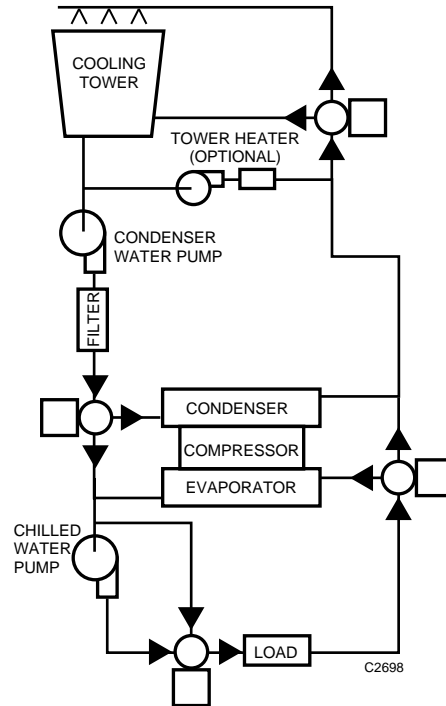 COOLING
TOWER
TOWER HEATER
(OPTIONAL)
CONDENSER
WATER PUMP
FILTER
CONDENSER
COMPRESSOR
EVAPORATOR
CHILLED
WATER
PUMP
LOAD
C2698